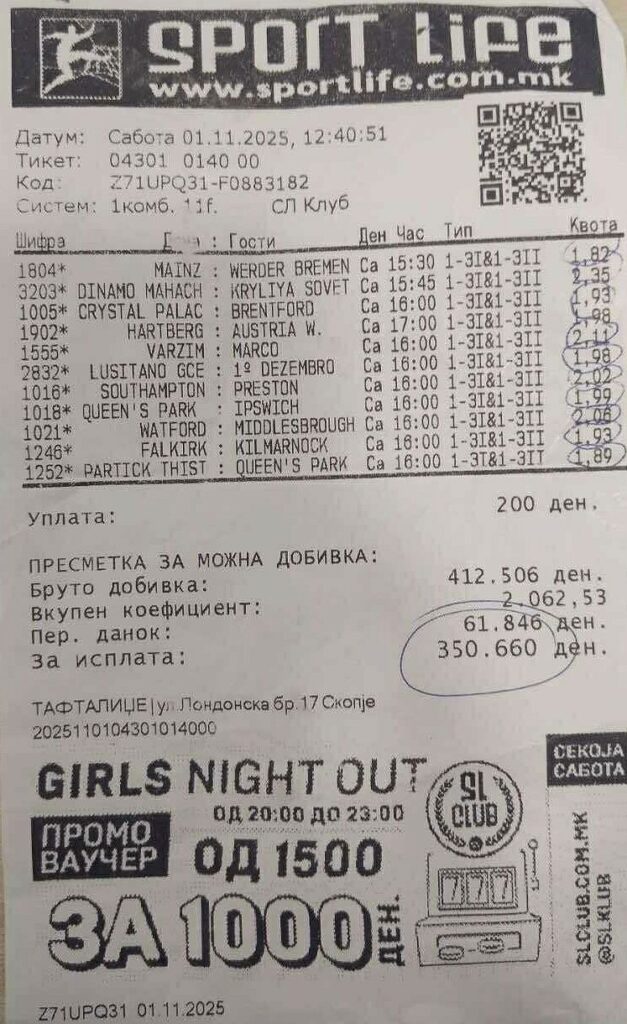 SPORT LiFE
www.sportlife.com.mk
Датум: Сабота 01.11.2025, 12:40:51
Тикет: 04301 0140 00
Код: Z71UPQ31-F0883182
Систем: 1комб. 11f. СЛ Клуб
Шифра : Гости Ден Час Тип Квота
1804* MAINZ : WERDER BREMEN Са 15:30 1-3I&1-3II 1,82
3203* DINAMO MAHACH : KRYLIYA SOVET Са 15:45 1-3I&1-3II 2,35
1005* CRYSTAL PALAC : BRENTFORD Са 16:00 1-3I&1-3II 1,93
1902* HARTBERG : AUSTRIA W. Са 17:00 1-3I&1-3II 1,98
1555* VARZIM : MARCO Са 16:00 1-3I&1-3II 2,11
2832* LUSITANO GCE : 1º DEZEMBRO Са 16:00 1-3I&1-3II 1,98
1016* SOUTHAMPTON : PRESTON Са 16:00 1-3I&1-3II 2,02
1018* QUEEN'S PARK : IPSWICH Са 16:00 1-3I&1-3II 1,99
1021* WATFORD : MIDDLESBROUGH Са 16:00 1-3I&1-3II 2,06
1246* FALKIRK : KILMARNOCK Са 16:00 1-3I&1-3II 1,93
1252* PARTICK THIST : QUEEN'S PARK Са 16:00 1-3I&1-3II 1,89
Уплата: 200 ден.
ПРЕСМЕТКА ЗА МОЖНА ДОБИВКА:
Бруто добивка: 412.506 ден.
Вкупен коефициент: 2.062,53
Пер. данок: 61.846 ден.
За исплата: 350.660 ден.
ТАФТАЛИЏЕ|ул.Лондонска бр.17 Скопје
2025110104301014000
GIRLS NIGHT OUT
ОД 20:00 ДО 23:00
СЕКОЈА
САБОТА
ПРОМО
ВАУЧЕР
ОД 1500
ЗА 1000 ДЕН.
SL
CLUB
777
SLCLUB.COM.MK
@SLKLUB
Z71UPQ31 01.11.2025